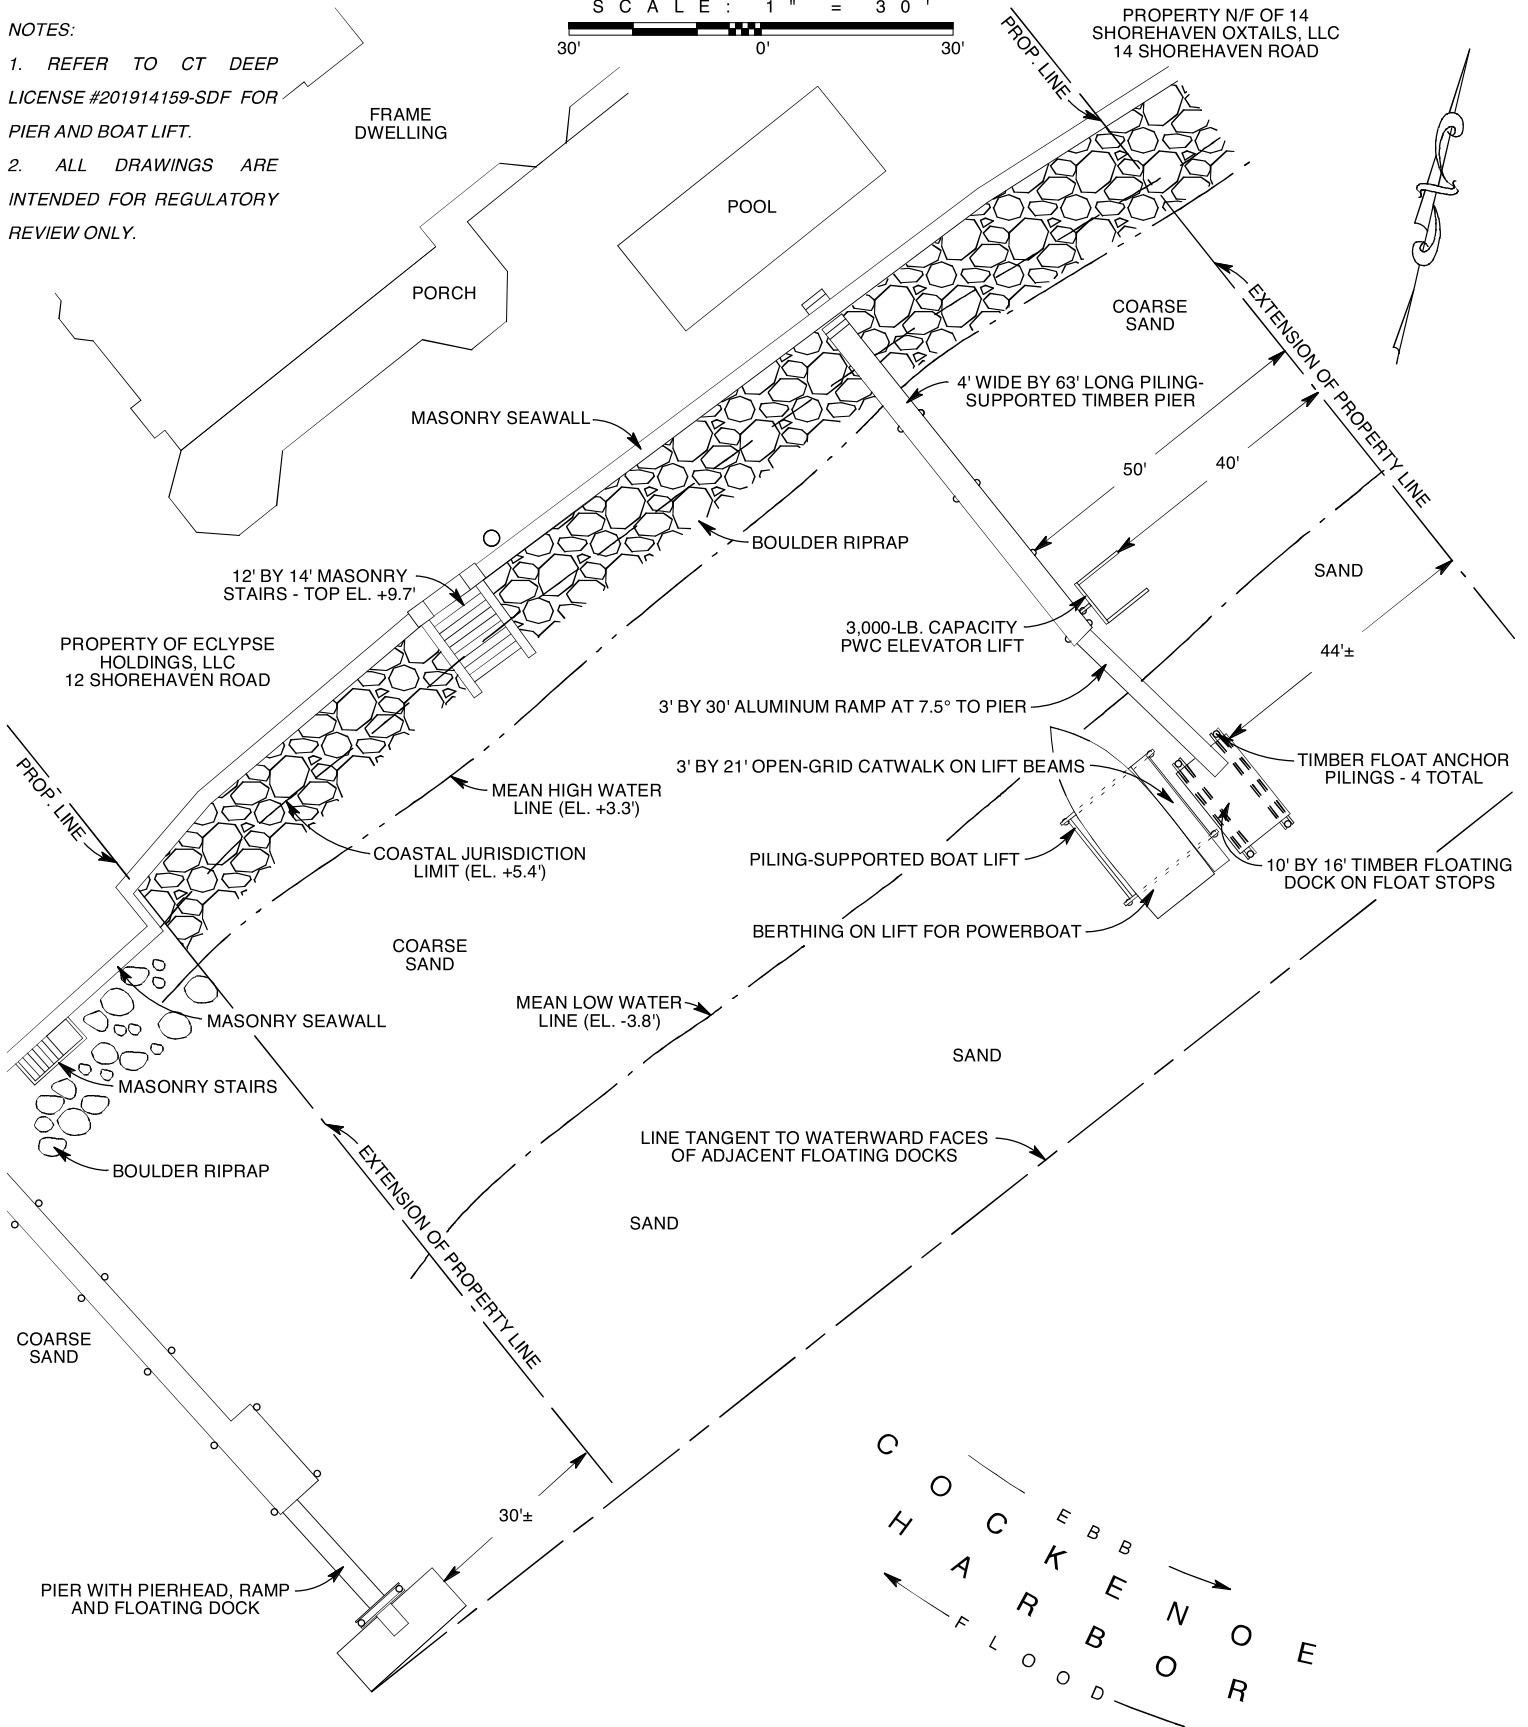 SCALE: 1" = 30'
30' 0' 30'
NOTES:
1. REFER TO CT DEEP
LICENSE #201914159-SDF FOR
PIER AND BOAT LIFT.
2. ALL DRAWINGS ARE
INTENDED FOR REGULATORY
REVIEW ONLY.
PROPERTY N/F OF 14
SHOREHAVEN OXTAILS, LLC
14 SHOREHAVEN ROAD
PROP. LINE
FRAME
DWELLING
POOL
PORCH
COARSE
SAND
EXTENSION OF PROPERTY LINE
4' WIDE BY 63' LONG PILING-
SUPPORTED TIMBER PIER
MASONRY SEAWALL
50'
40'
BOULDER RIPRAP
12' BY 14' MASONRY
STAIRS - TOP EL. +9.7'
SAND
3,000-LB. CAPACITY
PWC ELEVATOR LIFT
PROPERTY OF ECLYPSE
HOLDINGS, LLC
12 SHOREHAVEN ROAD
44'±
3' BY 30' ALUMINUM RAMP AT 7.5° TO PIER
3' BY 21' OPEN-GRID CATWALK ON LIFT BEAMS
TIMBER FLOAT ANCHOR
PILINGS - 4 TOTAL
PROP. LINE
MEAN HIGH WATER
LINE (EL. +3.3')
COASTAL JURISDICTION
LIMIT (EL. +5.4')
PILING-SUPPORTED BOAT LIFT
10' BY 16' TIMBER FLOATING
DOCK ON FLOAT STOPS
BERTHING ON LIFT FOR POWERBOAT
COARSE
SAND
MEAN LOW WATER
LINE (EL. -3.8')
MASONRY SEAWALL
SAND
MASONRY STAIRS
LINE TANGENT TO WATERWARD FACES
OF ADJACENT FLOATING DOCKS
BOULDER RIPRAP
EXTENSION OF PROPERTY LINE
SAND
COARSE
SAND
30'±
PIER WITH PIERHEAD, RAMP
AND FLOATING DOCK
EBB
COCKENOE
HARBOR
FLOOD